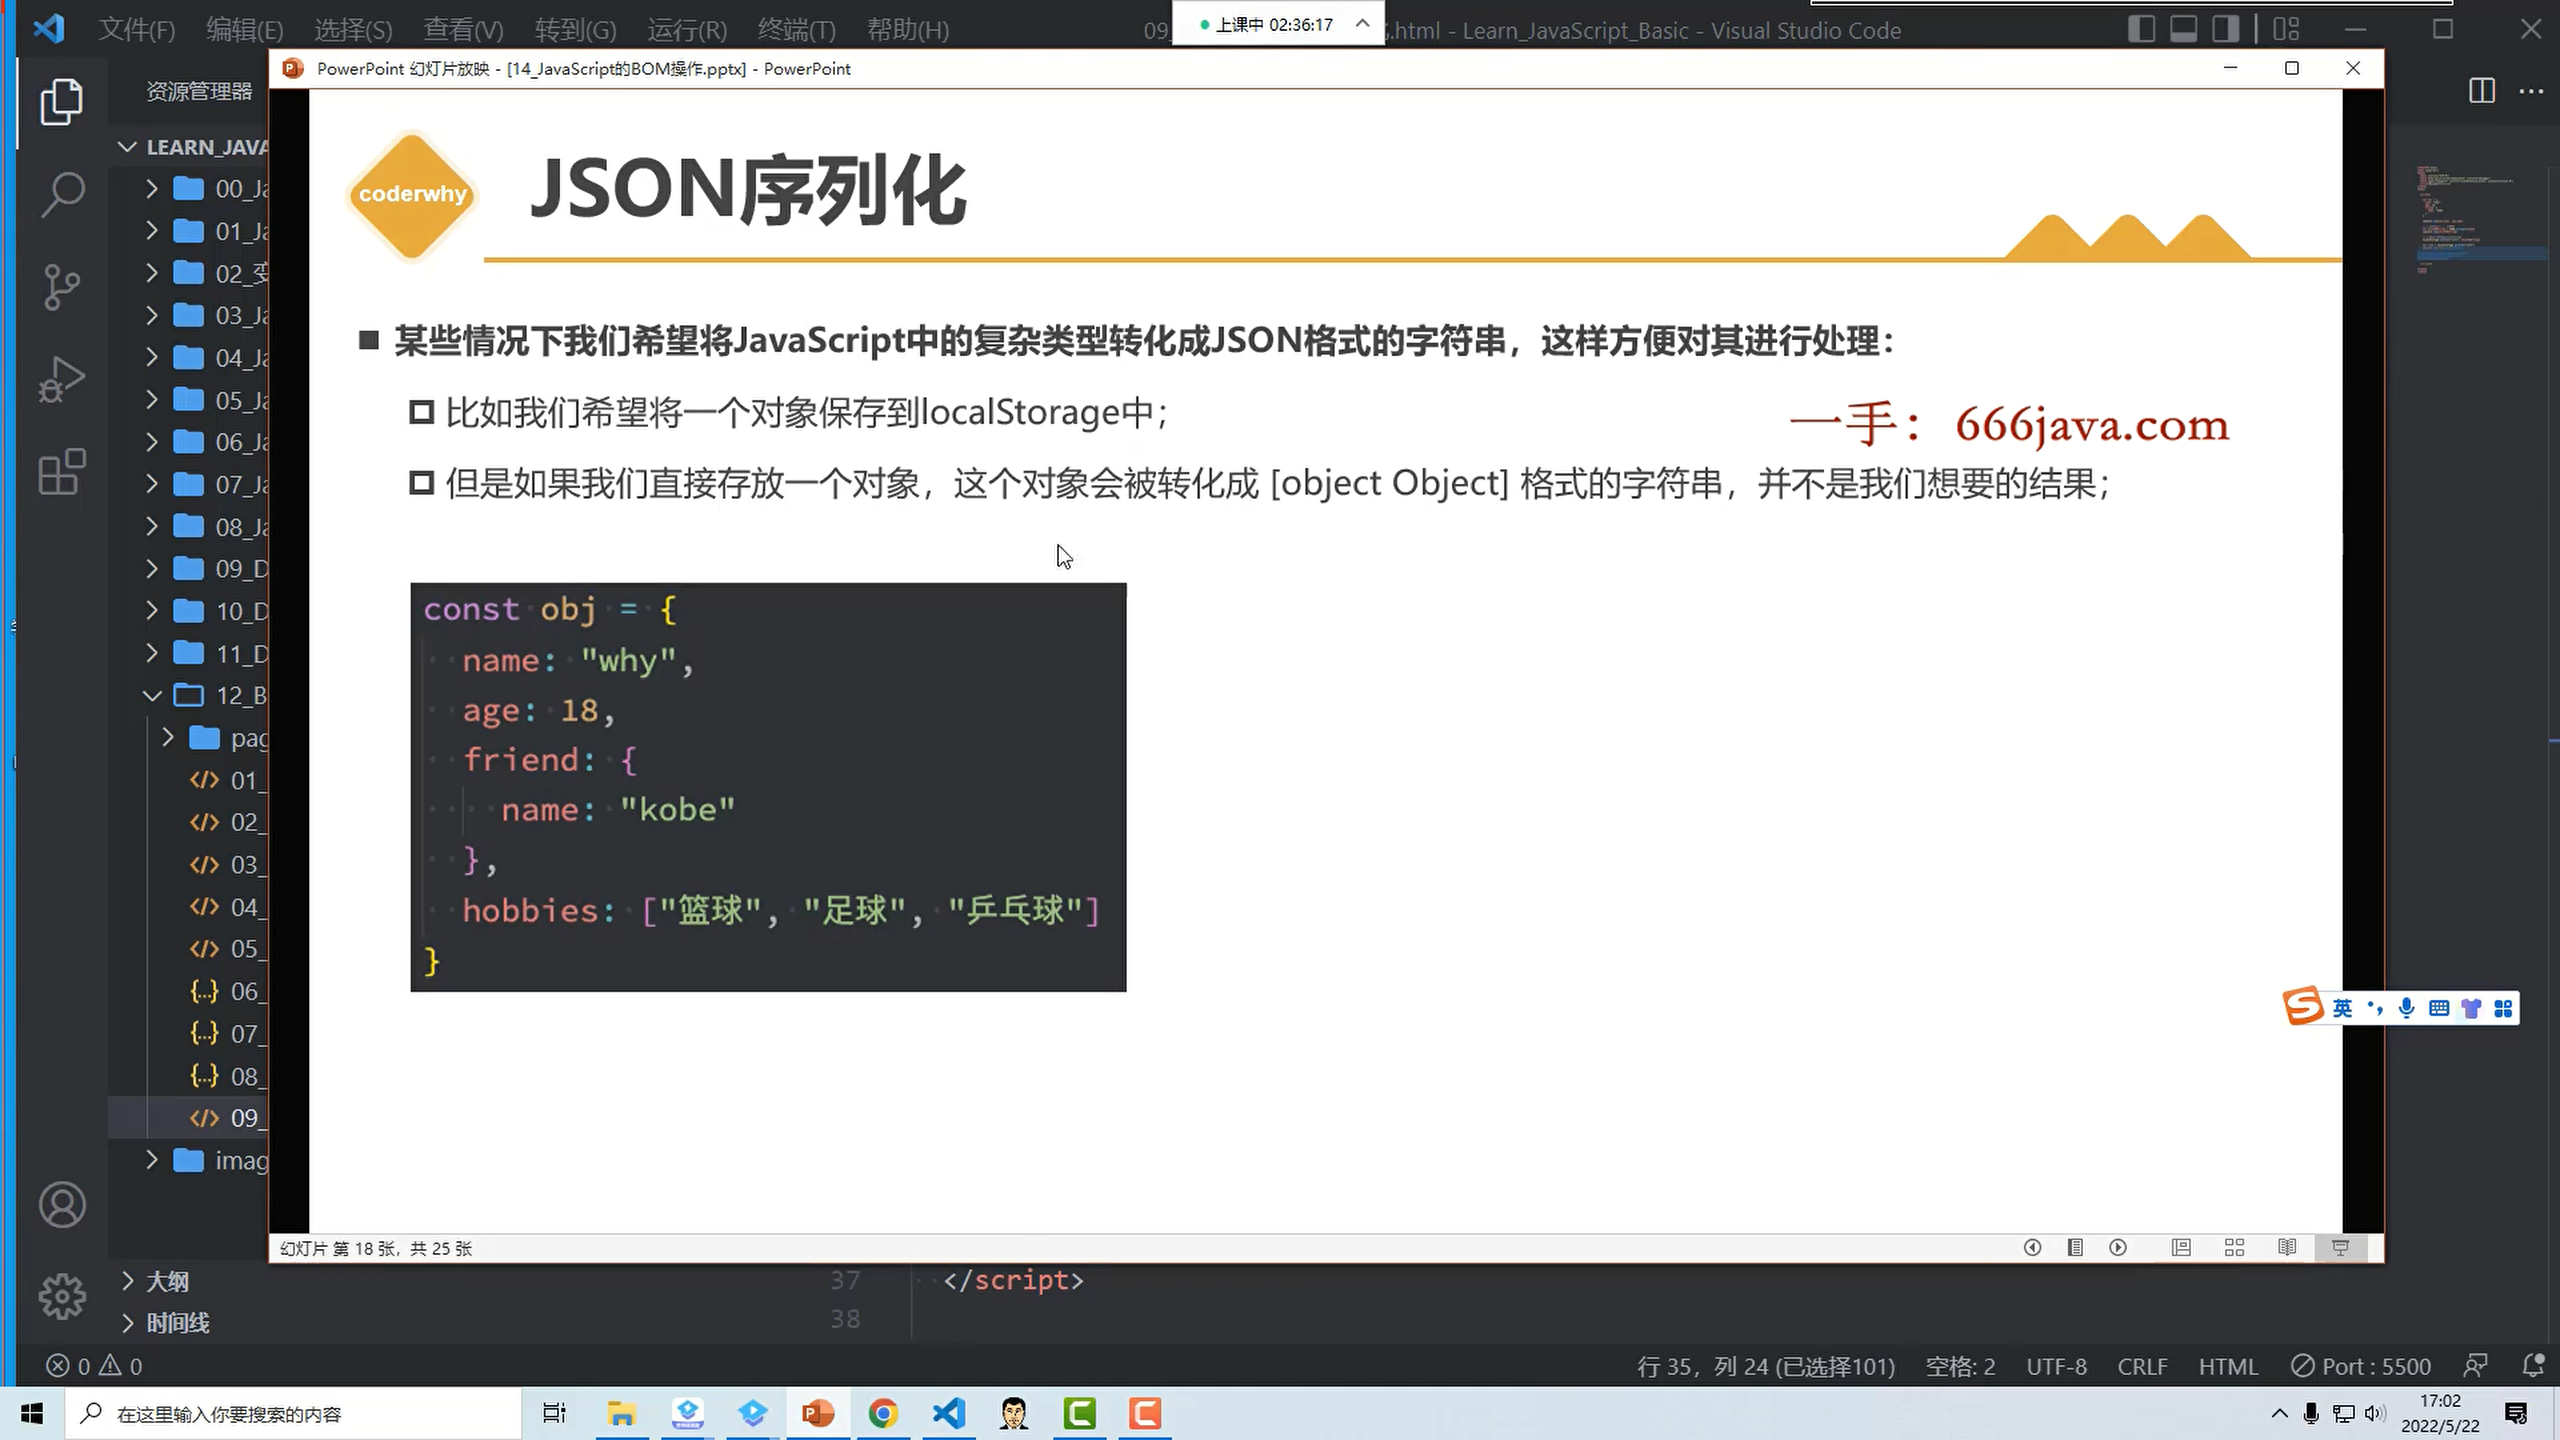 文件(F) 编辑(E) 选择(S) 查看(V) 转到(G) 运行(R) 终端(T) 帮助(H)
上课中 02:36:17
.html - Learn_JavaScript_Basic - Visual Studio Code
PowerPoint 幻灯片放映 - [14_JavaScript的BOM操作.pptx] - PowerPoint
资源管理器
LEARN_JAVA
00_Ja
01_Ja
02_变
03_Ja
04_Ja
05_Ja
06_Ja
07_Ja
08_Ja
09_D
10_D
11_D
12_B
pag
01_
02_
03_
04_
05_
06_
07_
08_
09_
imag
coderwhy
JSON序列化
某些情况下我们希望将JavaScript中的复杂类型转化成JSON格式的字符串，这样方便对其进行处理：
比如我们希望将一个对象保存到localStorage中；
一手：666java.com
但是如果我们直接存放一个对象，这个对象会被转化成 [object Object] 格式的字符串，并不是我们想要的结果；
const obj = {
name: "why",
age: 18,
friend: {
name: "kobe"
},
hobbies: ["篮球", "足球", "乒乓球"]
}
英
幻灯片 第 18 张，共 25 张
大纲
时间线
37 </script>
38
0 0
行 35，列 24 (已选择101) 空格: 2 UTF-8 CRLF HTML Port : 5500
在这里输入你要搜索的内容
17:02
2022/5/22